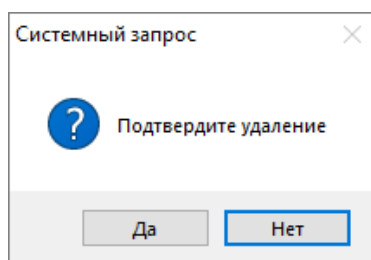 Системный запрос
?
Подтвердите удаление
Да
Нет